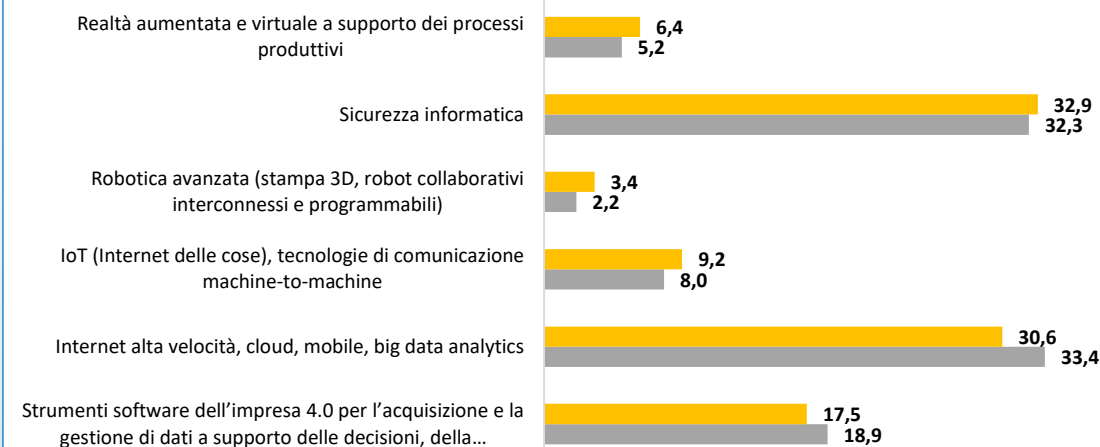 Realtà aumentata e virtuale a supporto dei processi
produttivi
6,4
5,2
Sicurezza informatica
32,9
32,3
Robotica avanzata (stampa 3D, robot collaborativi
interconnessi e programmabili)
3,4
2,2
IoT (Internet delle cose), tecnologie di comunicazione
machine-to-machine
9,2
8,0
Internet alta velocità, cloud, mobile, big data analytics
30,6
33,4
Strumenti software dell’impresa 4.0 per l’acquisizione e la
gestione di dati a supporto delle decisioni, della…
17,5
18,9